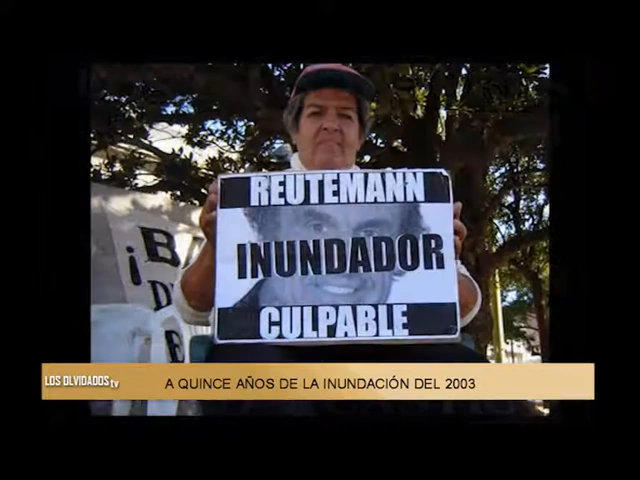 REUTEMANN
INUNDADOR
CULPABLE
¡ B
D
LOS OLVIDADOS tv
A QUINCE AÑOS DE LA INUNDACIÓN DEL 2003